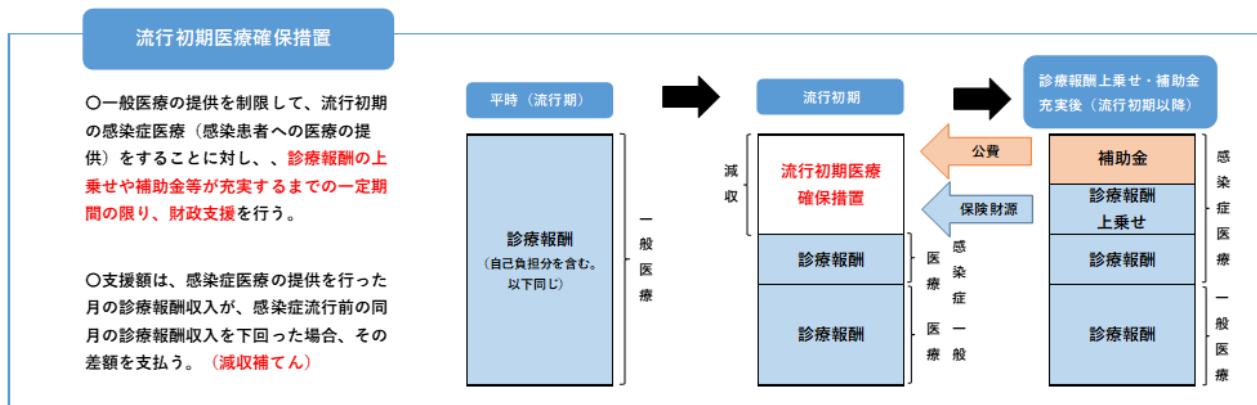 流行初期医療確保措置
〇一般医療の提供を制限して、流行初期
の感染症医療（感染患者への医療の提
供）をすることに対し、、診療報酬の上
乗せや補助金等が充実するまでの一定期
間の限り、財政支援を行う。
〇支援額は、感染症医療の提供を行った
月の診療報酬収入が、感染症流行前の同
月の診療報酬収入を下回った場合、その
差額を支払う。（減収補てん）
平時（流行期）
診療報酬
（自己負担分を含む。
以下同じ）
一般医療
流行初期
減収
流行初期医療
確保措置
診療報酬
感染症
医療
診療報酬
一般
医療
診療報酬上乗せ・補助金
充実後（流行初期以降）
公費
保険財源
補助金
診療報酬
上乗せ
診療報酬
感染症医療
診療報酬
一般医療